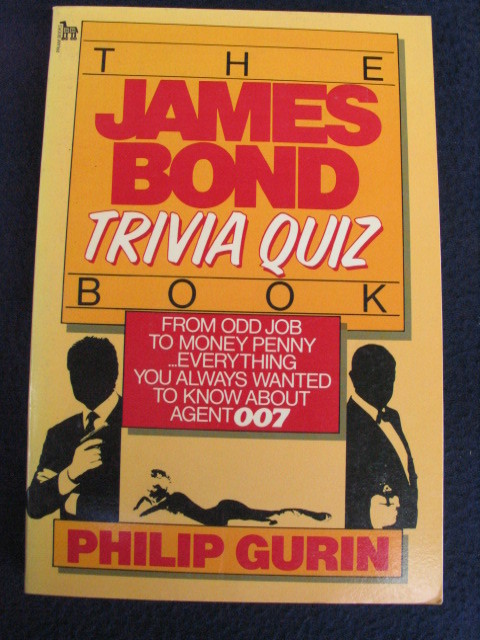 THE
JAMES
BOND
TRIVIA QUIZ
BOOK
FROM ODD JOB
TO MONEY PENNY
...EVERYTHING
YOU ALWAYS WANTED
TO KNOW ABOUT
AGENT 007
PHILIP GURIN